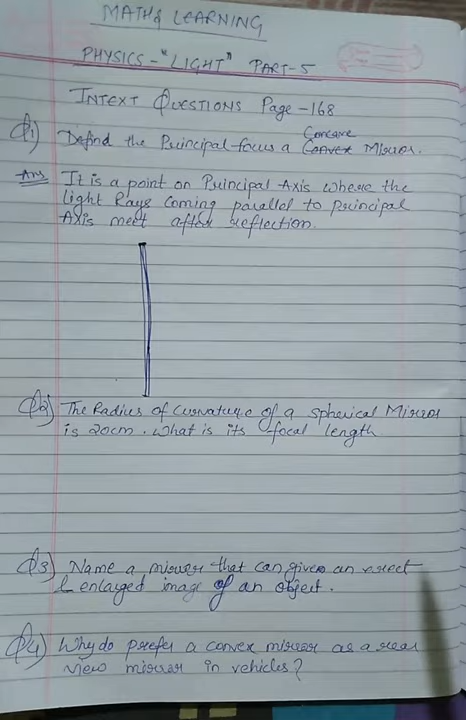 MATHS LEARNING
PHYSICS - "LIGHT" PART-5
INTEXT QUESTIONS Page - 168
Q1) Defind the Principal focus a Convex Mirror.
Concave
Ans It is a point on Principal Axis where the
light Rays coming parallel to principal
Axis meet after reflection.
Q2) The Radius of Curvature of a spherical Mirror
is 20cm. What is its focal length
Q3) Name a mirror that can given an erect
& enlarged image of an object.
Q4) Why do prefer a convex mirror as a rear
view mirror in vehicles?